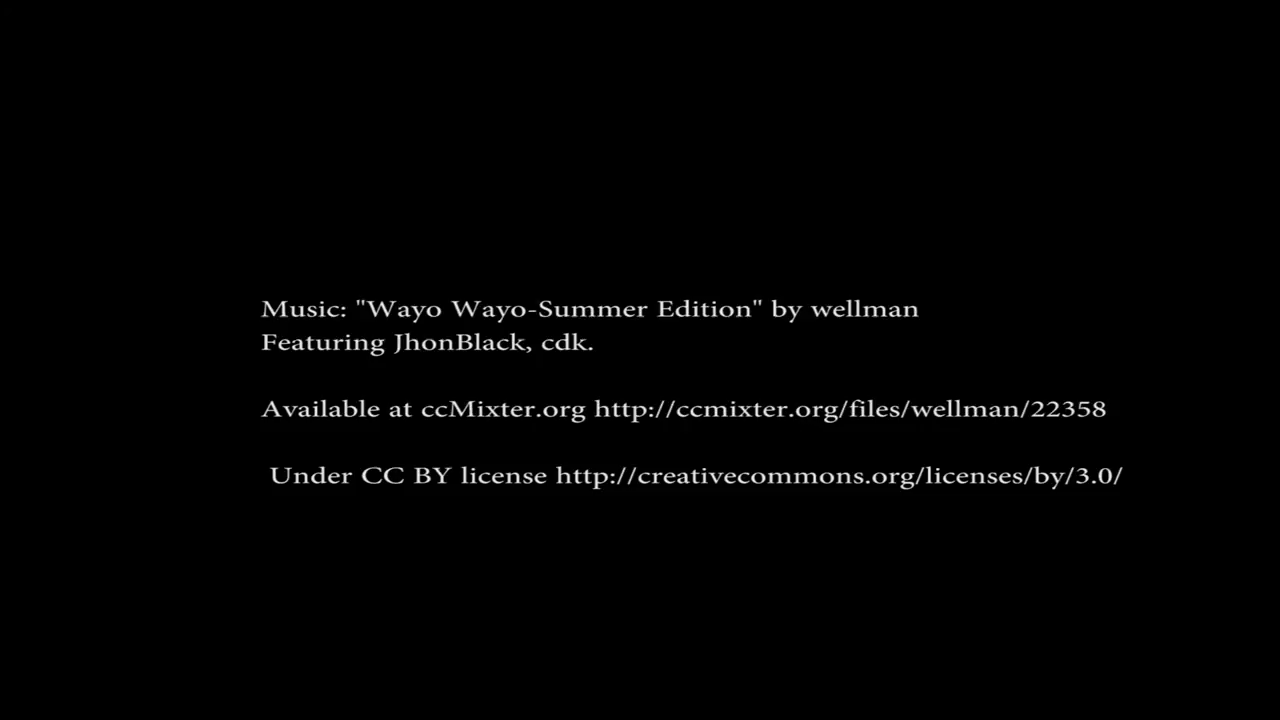 Music: "Wayo Wayo-Summer Edition" by wellman
Featuring JhonBlack, cdk.
Available at ccMixter.org http://ccmixter.org/files/wellman/22358
Under CC BY license http://creativecommons.org/licenses/by/3.0/